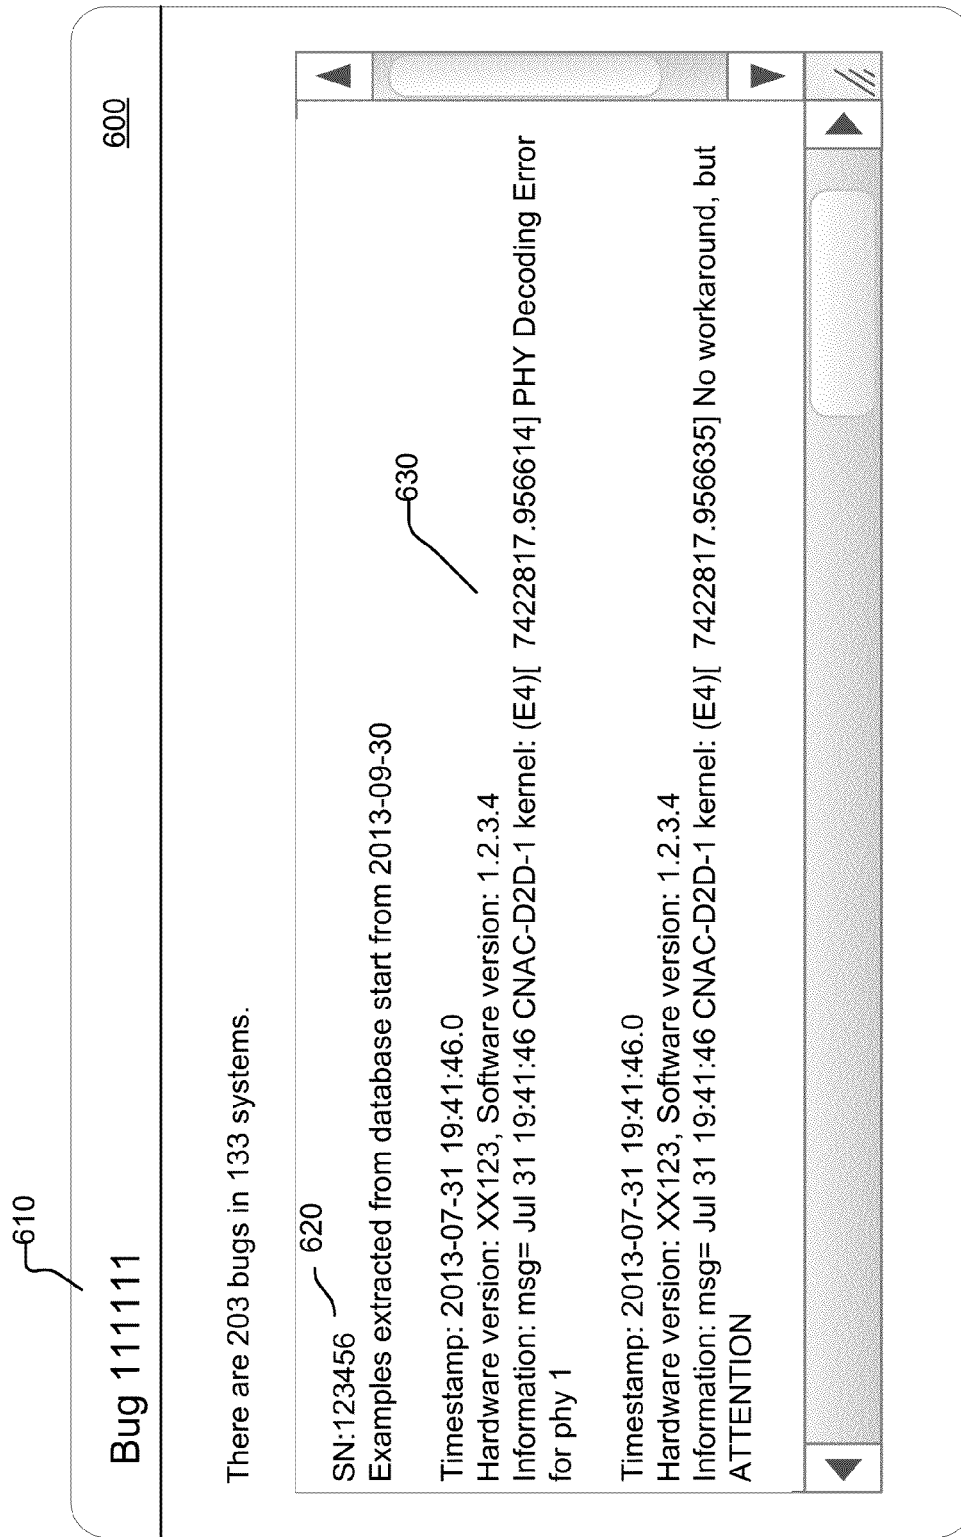 610
Bug 111111
600
There are 203 bugs in 133 systems.
SN:123456
620
Examples extracted from database start from 2013-09-30
630
Timestamp: 2013-07-31 19:41:46.0
Hardware version: XX123, Software version: 1.2.3.4
Information: msg= Jul 31 19:41:46 CNAC-D2D-1 kernel: (E4)[ 7422817.956614] PHY Decoding Error
for phy 1
Timestamp: 2013-07-31 19:41:46.0
Hardware version: XX123, Software version: 1.2.3.4
Information: msg= Jul 31 19:41:46 CNAC-D2D-1 kernel: (E4)[ 7422817.956635] No workaround, but
ATTENTION